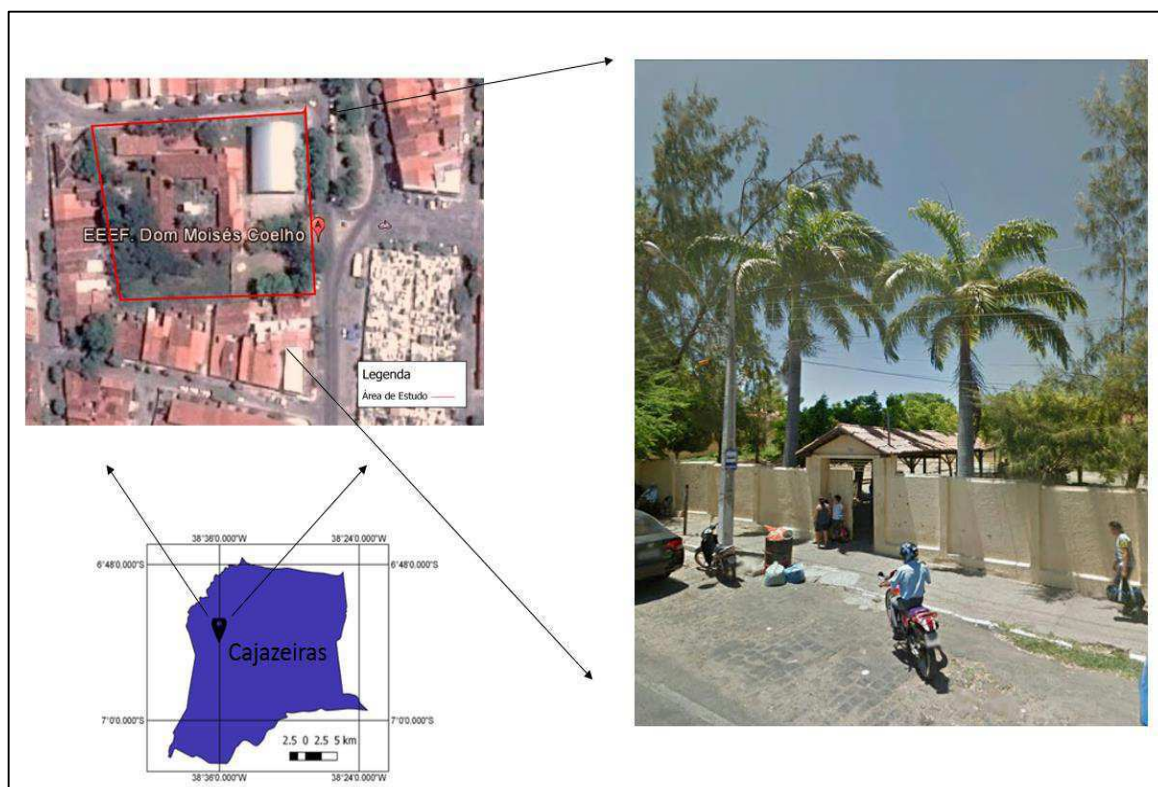 EEEF. Dom Moisés Coelho
A
Legenda
Área de Estudo
38°36'0.000"W
38°24'0.000"W
6°48'0.000"S
6°48'0.000"S
Cajazeiras
7°0'0.000"S
7°0'0.000"S
2.5 0 2.5 5 km
38°36'0.000"W
38°24'0.000"W